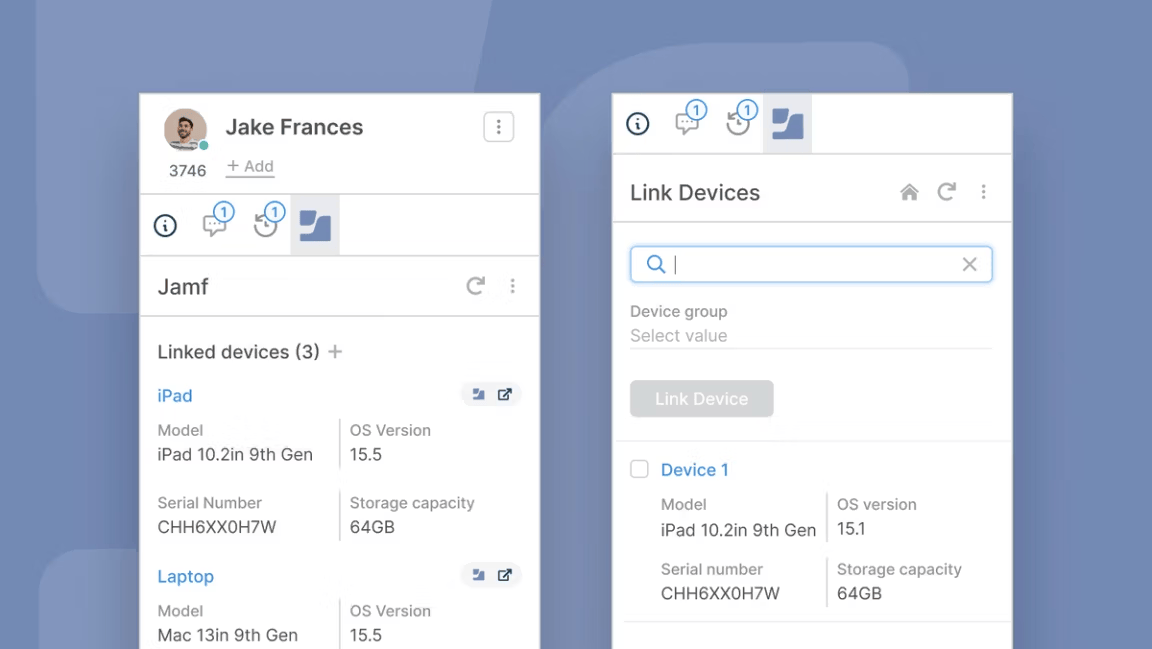 Jake Frances
3746
+ Add
1
1
Jamf
Linked devices (3) +
iPad
Model
OS Version
iPad 10.2in 9th Gen
15.5
Serial Number
Storage capacity
CHH6XX0H7W
64GB
Laptop
Model
OS Version
Mac 13in 9th Gen
15.5
1
1
Link Devices
Device group
Select value
Link Device
Device 1
Model
OS version
iPad 10.2in 9th Gen
15.1
Serial number
Storage capacity
CHH6XX0H7W
64GB